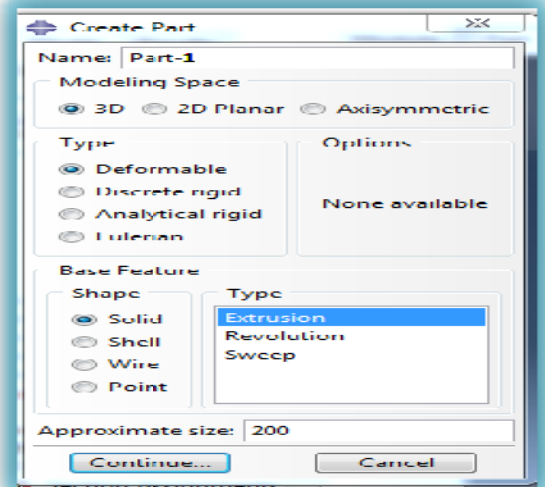 Create Part
Name: Part-1
Modeling Space
3D 2D Planar Axisymmetric
Type
Deformable
Discrete rigid
Analytical rigid
Eulerian
Options
None available
Base Feature
Shape
Solid
Shell
Wire
Point
Type
Extrusion
Revolution
Sweep
Approximate size: 200
Continue... Cancel